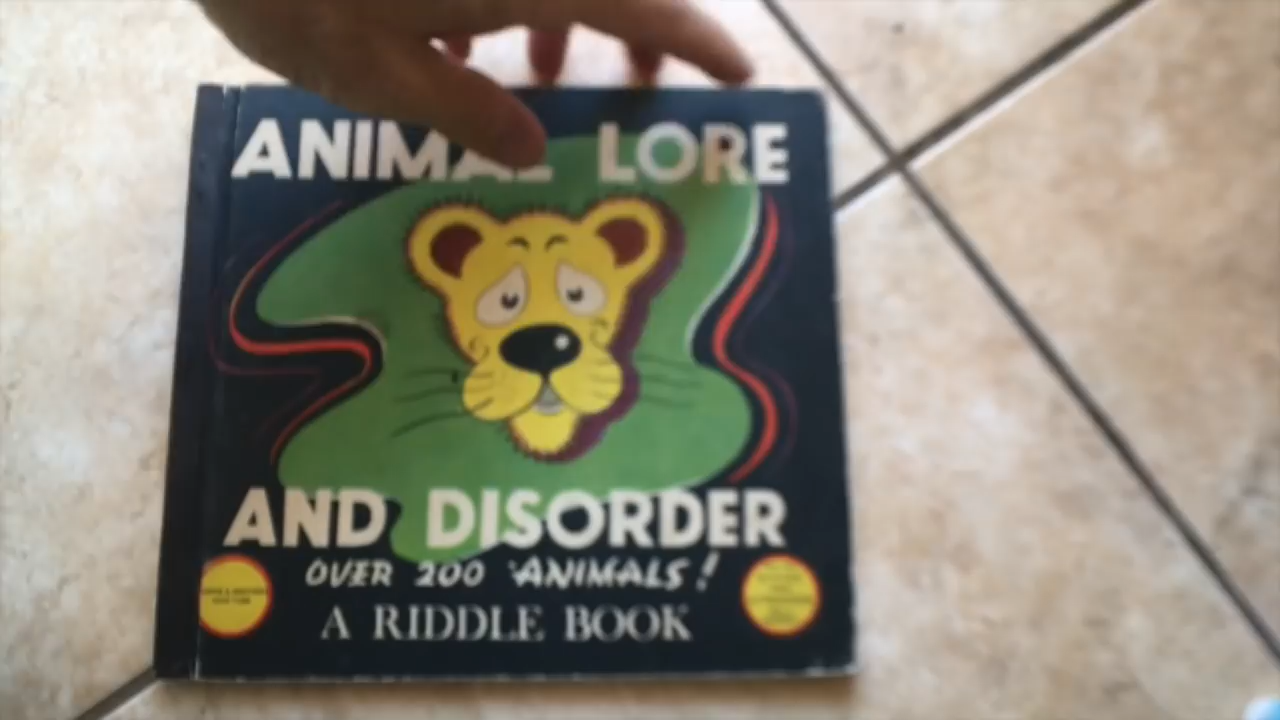 ANIMAL LORE
AND DISORDER
OVER 200 ANIMALS!
A RIDDLE BOOK